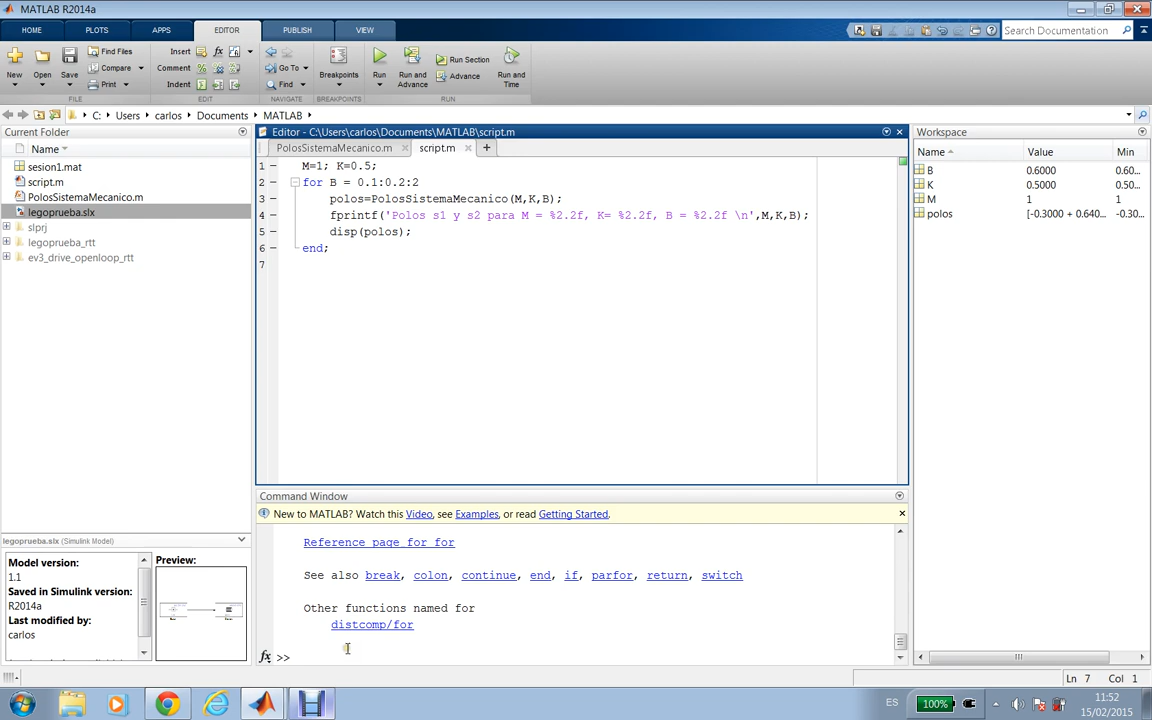 MATLAB R2014a
HOME
PLOTS
APPS
EDITOR
PUBLISH
VIEW
Search Documentation
New
Open
Save
Find Files
Compare
Print
Insert
Comment
Indent
fx
Go To
Find
Breakpoints
Run
Run and
Advance
Run Section
Advance
Run and
Time
FILE
EDIT
NAVIGATE
BREAKPOINTS
RUN
C: ▸ Users ▸ carlos ▸ Documents ▸ MATLAB ▸
Current Folder
Name
sesion1.mat
script.m
PolosSistemaMecanico.m
legoprueba.slx
slprj
legoprueba_rtt
ev3_drive_openloop_rtt
legoprueba.slx (Simulink Model)
Model version:
1.1
Saved in Simulink version:
R2014a
Last modified by:
carlos
Preview:
Editor - C:\Users\carlos\Documents\MATLAB\script.m
PolosSistemaMecanico.m
script.m
1 M=1; K=0.5;
2 for B = 0.1:0.2:2
3 polos=PolosSistemaMecanico(M,K,B);
4 fprintf('Polos s1 y s2 para M = %2.2f, K= %2.2f, B = %2.2f \n',M,K,B);
5 disp(polos);
6 end;
7
Command Window
New to MATLAB? Watch this Video, see Examples, or read Getting Started.
Reference page for for
See also break, colon, continue, end, if, parfor, return, switch
Other functions named for
distcomp/for
fx >>
Workspace
Name Value Min
B 0.6000 0.60...
K 0.5000 0.50...
M 1 1
polos [-0.3000 + 0.640... -0.30...
Ln 7 Col 1
ES
100%
11:52
15/02/2015